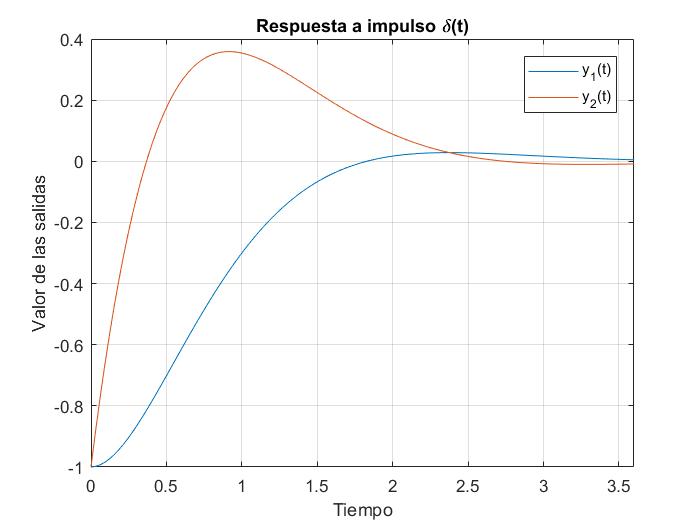 Respuesta a impulso δ(t)
y₁(t)
y₂(t)
Valor de las salidas
0.4
0.2
0
-0.2
-0.4
-0.6
-0.8
-1
0 0.5 1 1.5 2 2.5 3 3.5
Tiempo